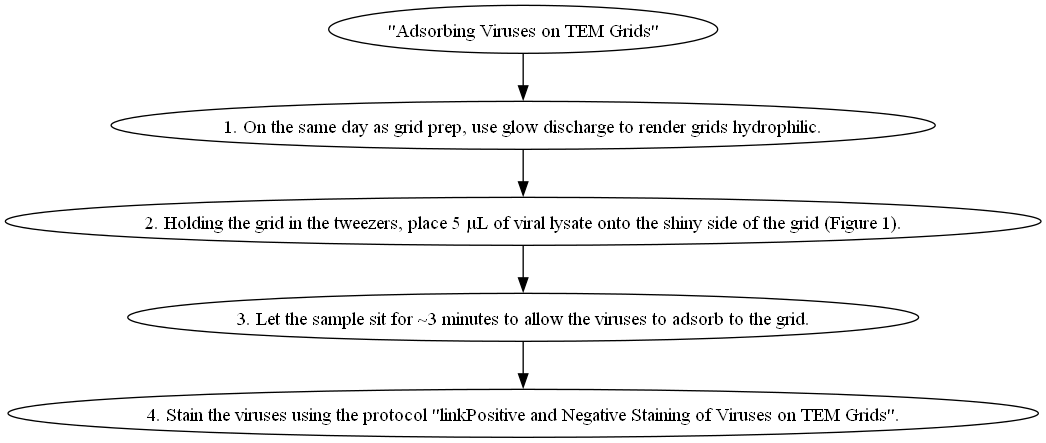 "Adsorbing Viruses on TEM Grids"
1. On the same day as grid prep, use glow discharge to render grids hydrophilic.
2. Holding the grid in the tweezers, place 5 µL of viral lysate onto the shiny side of the grid (Figure 1).
3. Let the sample sit for ~3 minutes to allow the viruses to adsorb to the grid.
4. Stain the viruses using the protocol "linkPositive and Negative Staining of Viruses on TEM Grids".